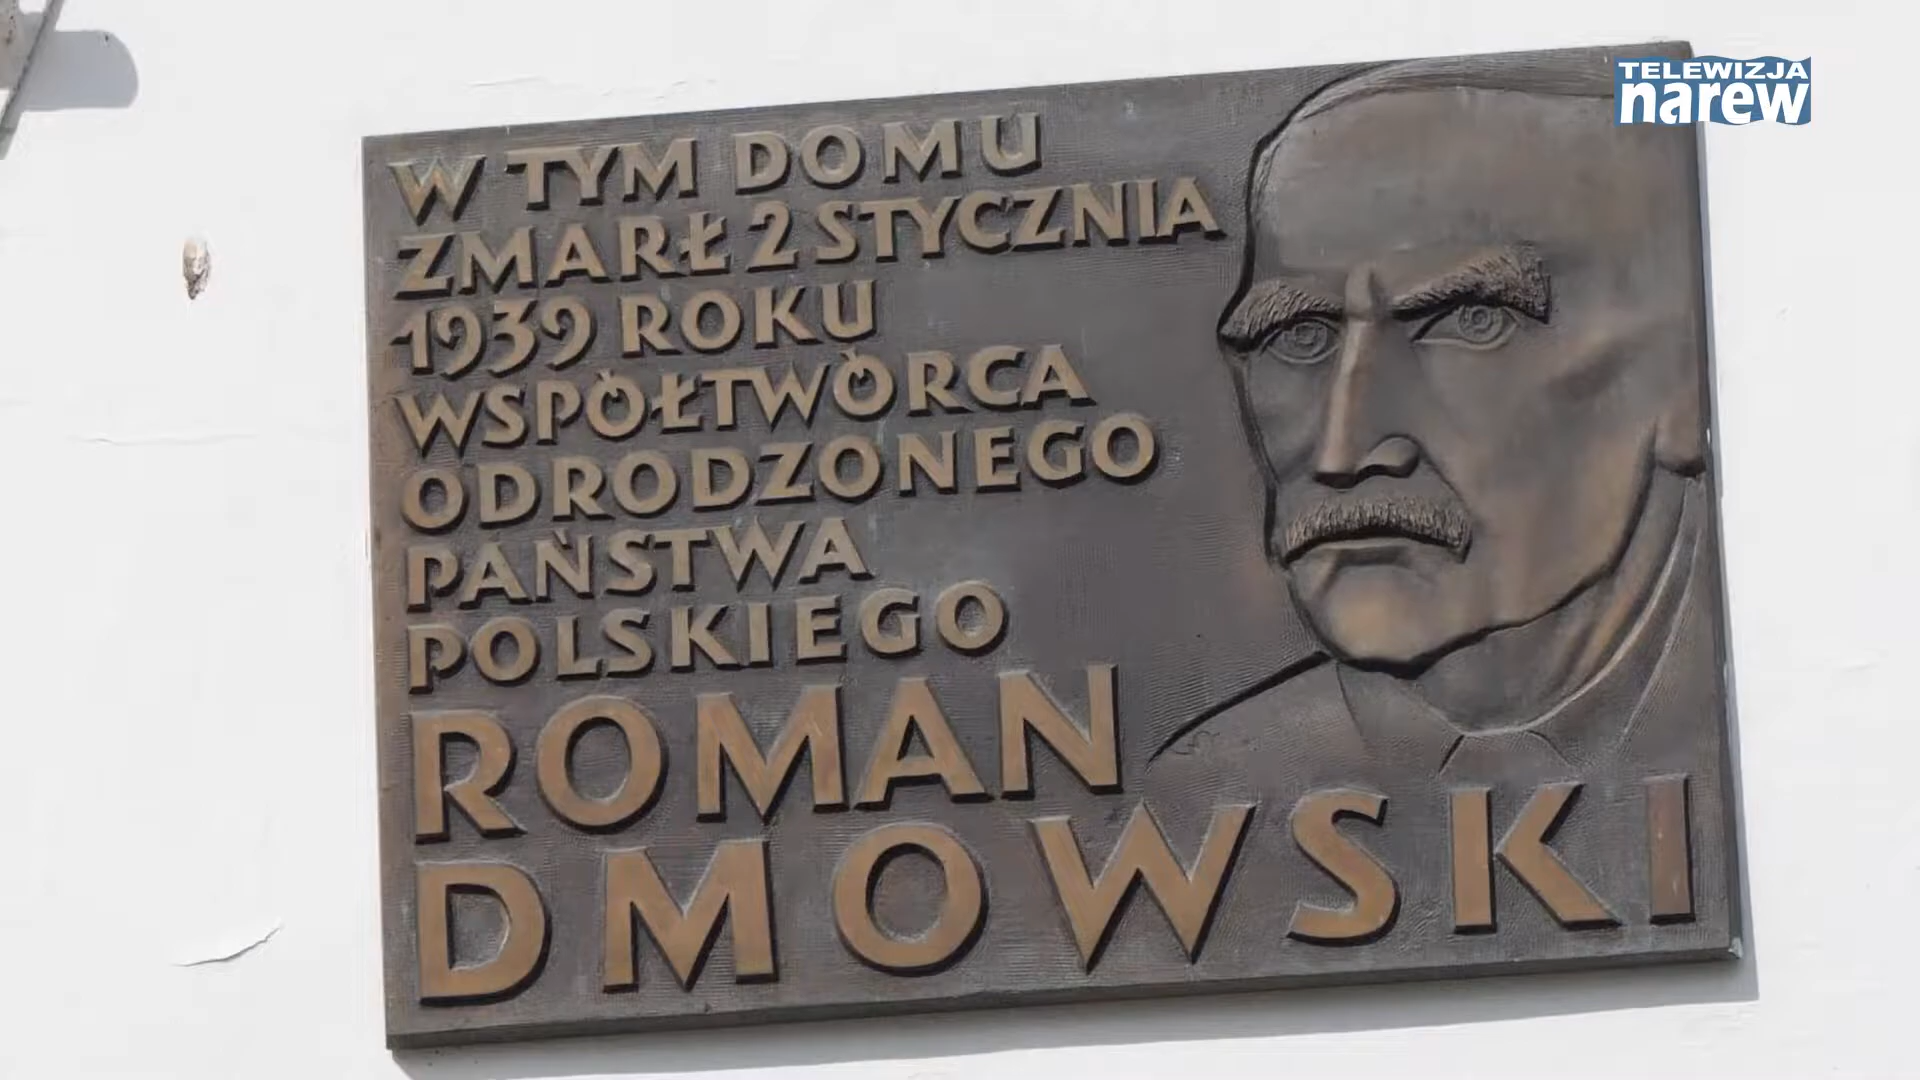 TELEWIZJA
narew
W TYM DOMU
ZMARŁ 2 STYCZNIA
1939 ROKU
WSPÓŁTWÓRCA
ODRODZONEGO
PAŃSTWA
POLSKIEGO
ROMAN
DMOWSKI